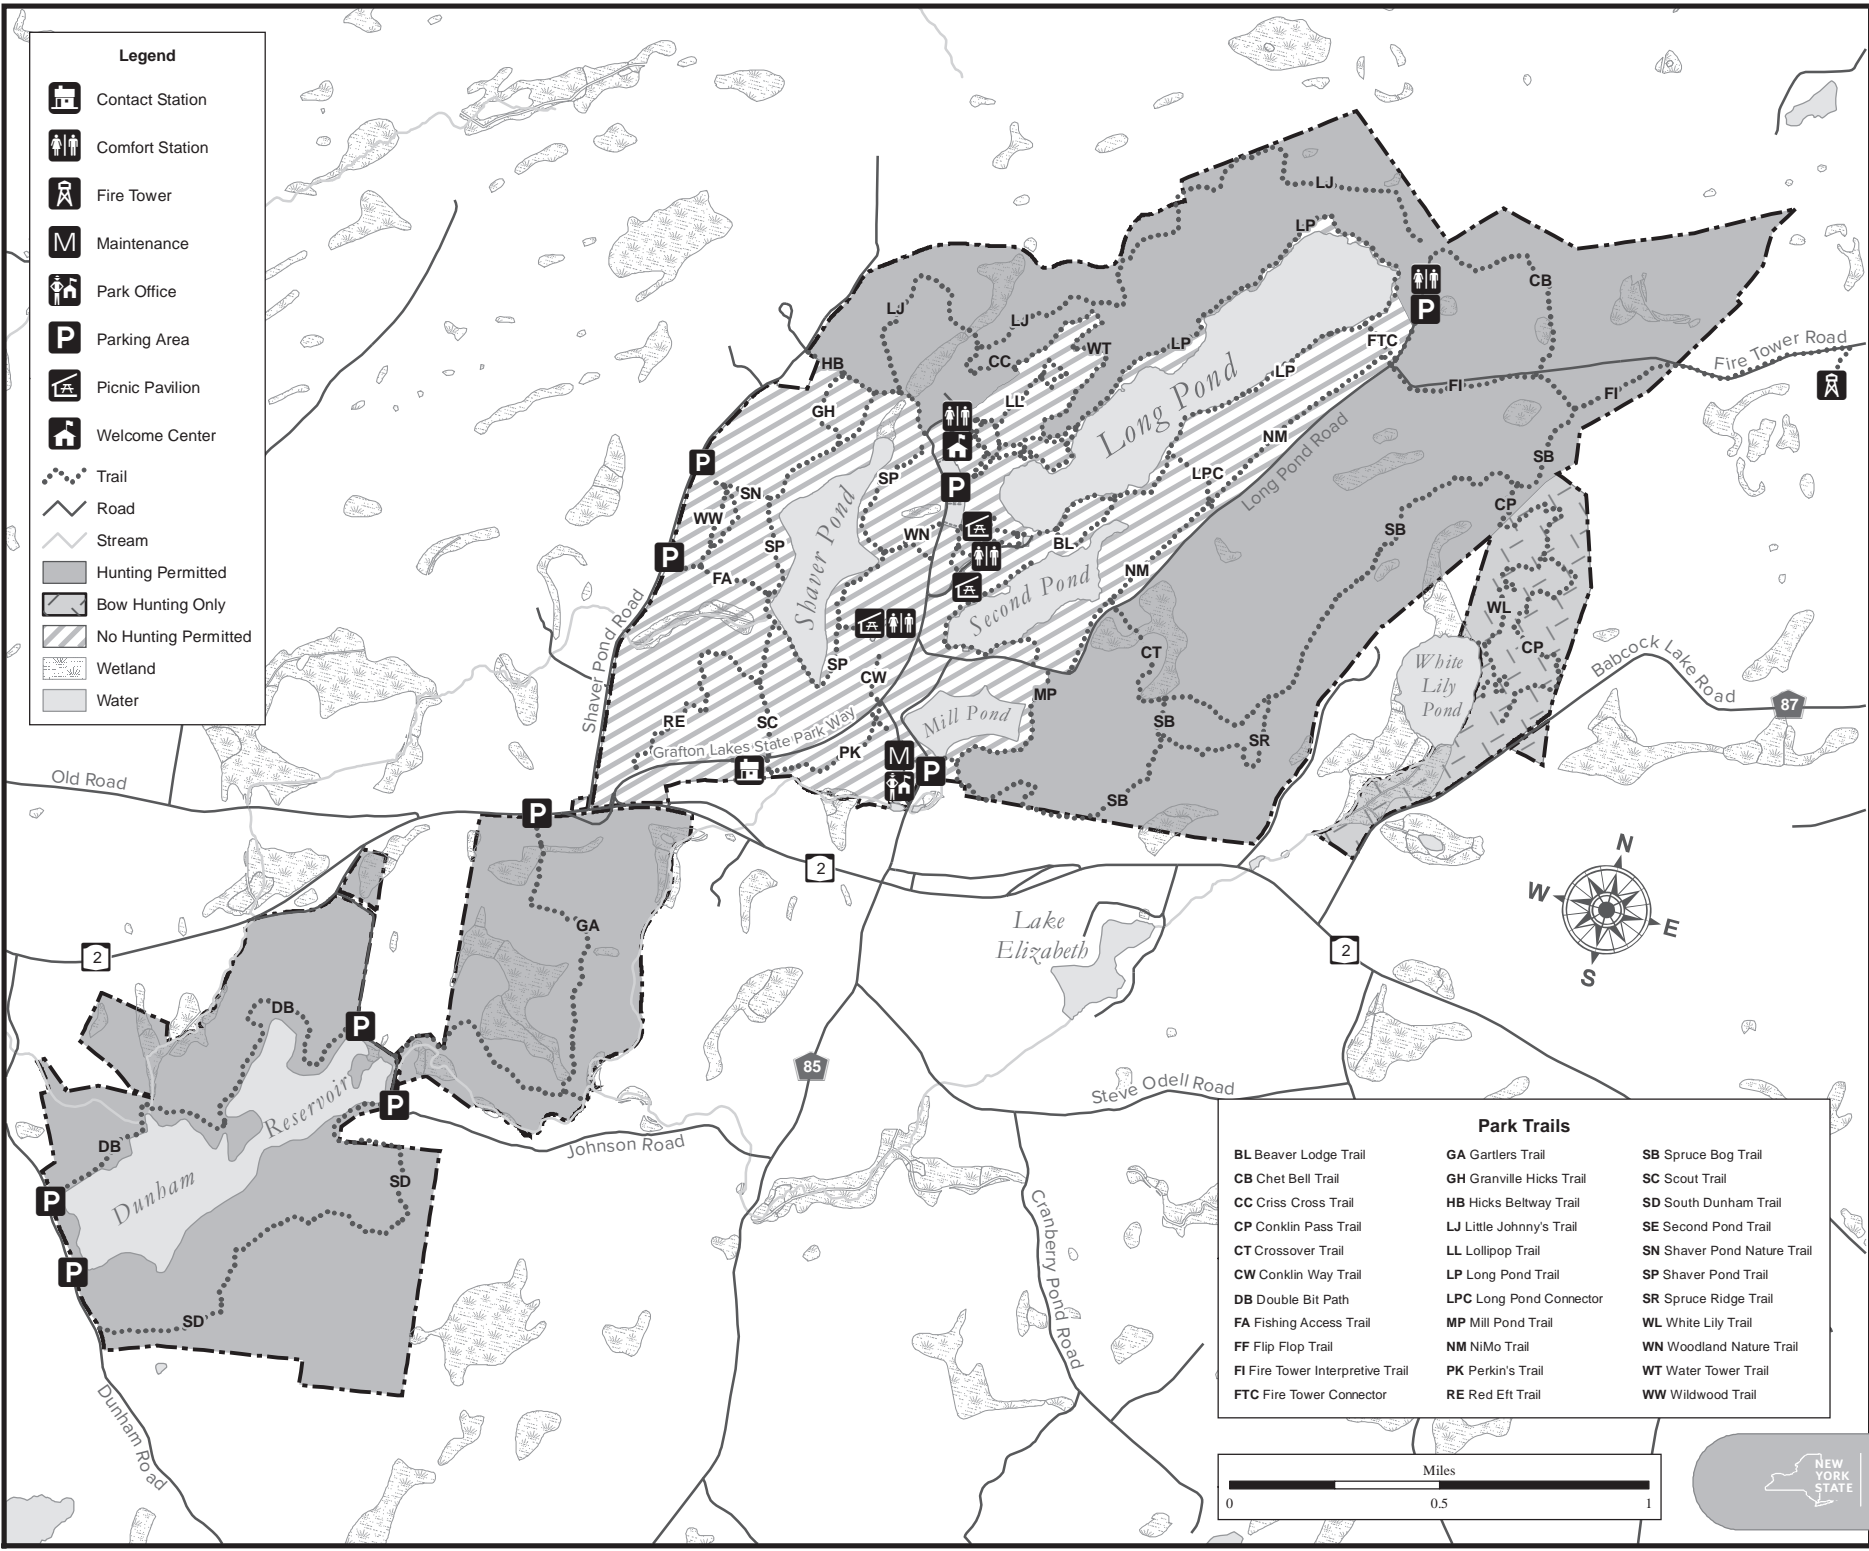 Legend
Contact Station
Comfort Station
Fire Tower
M Maintenance
Park Office
P Parking Area
Picnic Pavilion
Welcome Center
Trail
Road
Stream
Hunting Permitted
Bow Hunting Only
No Hunting Permitted
Wetland
Water
LJ
LP
CB
LJ
LJ
HB
CC
WT
LP
FTC
P
Fire Tower Road
GH
LL
Long Pond
LP
FI
FI
P
SN
SP
P
NM
LPC
Long Pond Road
SB
CP
WW
WN
SP
Shaver Pond
BL
SB
P
FA
NM
Second Pond
WL
CP
Shaver Pond Road
SP
CW
CT
White
Lily
Pond
Babcock Lake Road
87
RE
SC
MP
Mill Pond
SB
SR
Grafton Lakes State Park Way
PK
M
P
SB
Old Road
P
2
2
2
GA
Lake
Elizabeth
N
W
E
S
DB
P
Reservoir
P
85
Steve Odell Road
Johnson Road
DB
Dunham
SD
P
P
SD
Cranberry Pond Road
Dunham Road
Park Trails
BL Beaver Lodge Trail
CB Chet Bell Trail
CC Criss Cross Trail
CP Conklin Pass Trail
CT Crossover Trail
CW Conklin Way Trail
DB Double Bit Path
FA Fishing Access Trail
FF Flip Flop Trail
FI Fire Tower Interpretive Trail
FTC Fire Tower Connector
GA Gartlers Trail
GH Granville Hicks Trail
HB Hicks Beltway Trail
LJ Little Johnny's Trail
LL Lollipop Trail
LP Long Pond Trail
LPC Long Pond Connector
MP Mill Pond Trail
NM NiMo Trail
PK Perkin's Trail
RE Red Eft Trail
SB Spruce Bog Trail
SC Scout Trail
SD South Dunham Trail
SE Second Pond Trail
SN Shaver Pond Nature Trail
SP Shaver Pond Trail
SR Spruce Ridge Trail
WL White Lily Trail
WN Woodland Nature Trail
WT Water Tower Trail
WW Wildwood Trail
Miles
0 0.5 1
NEW
YORK
STATE